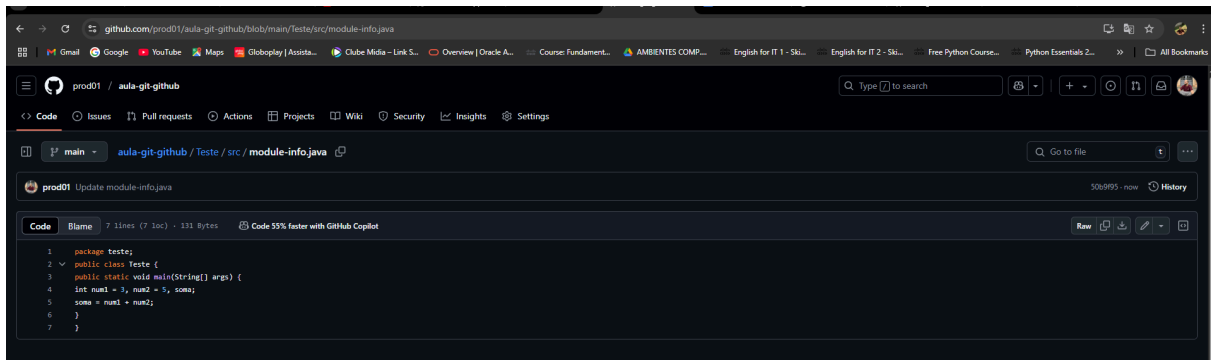 github.com/prod01/aula-git-github/blob/main/Teste/src/module-info.java
Gmail Google YouTube Maps Globoplay | Assista... Clube Midia – Link S... Overview | Oracle A... Course: Fundament... AMBIENTES COMP.... English for IT 1 - Ski... English for IT 2 - Ski... Free Python Course... Python Essentials 2... » All Bookmarks
prod01 / aula-git-github Type / to search
Code Issues Pull requests Actions Projects Wiki Security Insights Settings
main aula-git-github / Teste / src / module-info.java Go to file t
prod01 Update module-info.java 50b9f95 · now History
Code Blame 7 lines (7 loc) · 131 Bytes Code 55% faster with GitHub Copilot Raw
1 package teste;
2 public class Teste {
3 public static void main(String[] args) {
4 int num1 = 3, num2 = 5, soma;
5 soma = num1 + num2;
6 }
7 }